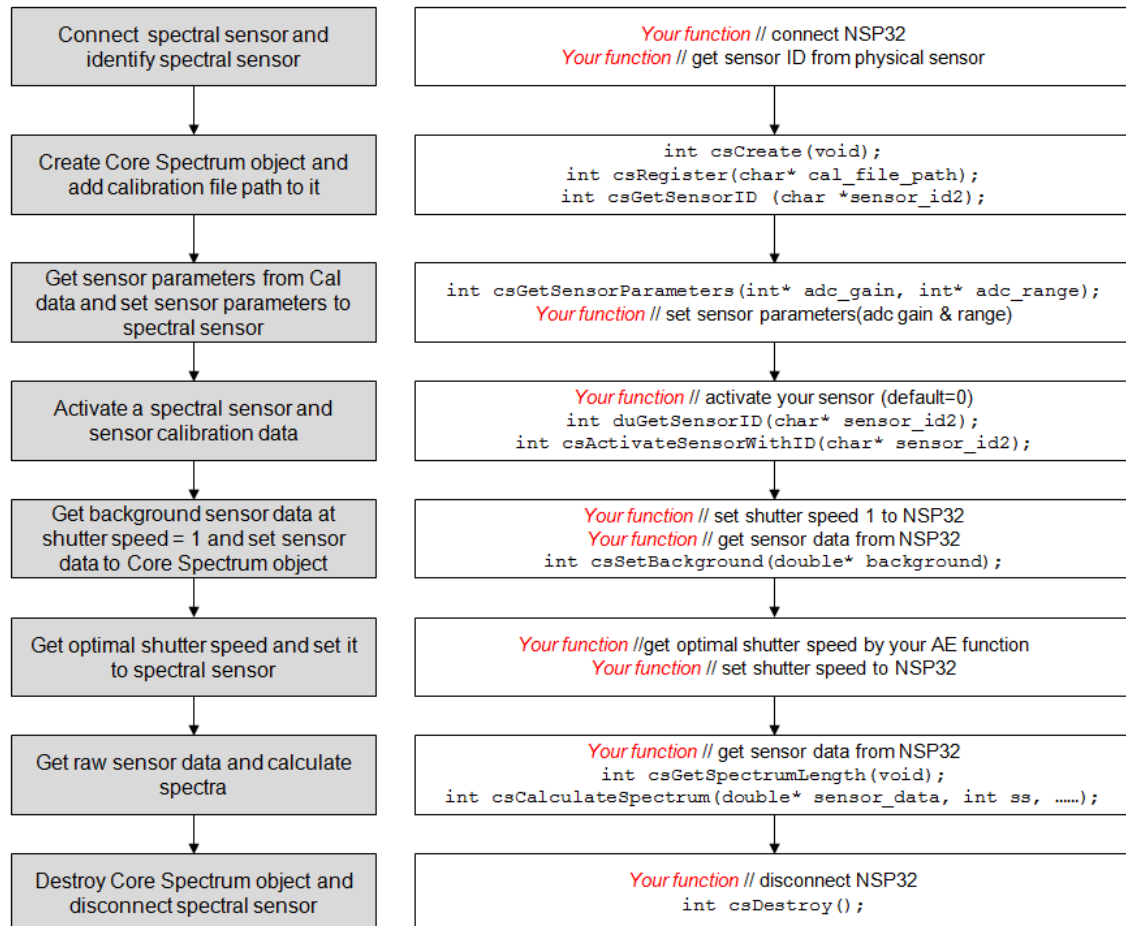 Connect spectral sensor and
identify spectral sensor
Your function // connect NSP32
Your function // get sensor ID from physical sensor
Create Core Spectrum object and
add calibration file path to it
int csCreate(void);
int csRegister(char* cal_file_path);
int csGetSensorID (char *sensor_id2);
Get sensor parameters from Cal
data and set sensor parameters to
spectral sensor
int csGetSensorParameters(int* adc_gain, int* adc_range);
Your function // set sensor parameters(adc gain & range)
Activate a spectral sensor and
sensor calibration data
Your function // activate your sensor (default=0)
int duGetSensorID(char* sensor_id2);
int csActivateSensorWithID(char* sensor_id2);
Get background sensor data at
shutter speed = 1 and set sensor
data to Core Spectrum object
Your function // set shutter speed 1 to NSP32
Your function // get sensor data from NSP32
int csSetBackground(double* background);
Get optimal shutter speed and set it
to spectral sensor
Your function //get optimal shutter speed by your AE function
Your function // set shutter speed to NSP32
Get raw sensor data and calculate
spectra
Your function // get sensor data from NSP32
int csGetSpectrumLength(void);
int csCalculateSpectrum(double* sensor_data, int ss, ……);
Destroy Core Spectrum object and
disconnect spectral sensor
Your function // disconnect NSP32
int csDestroy();